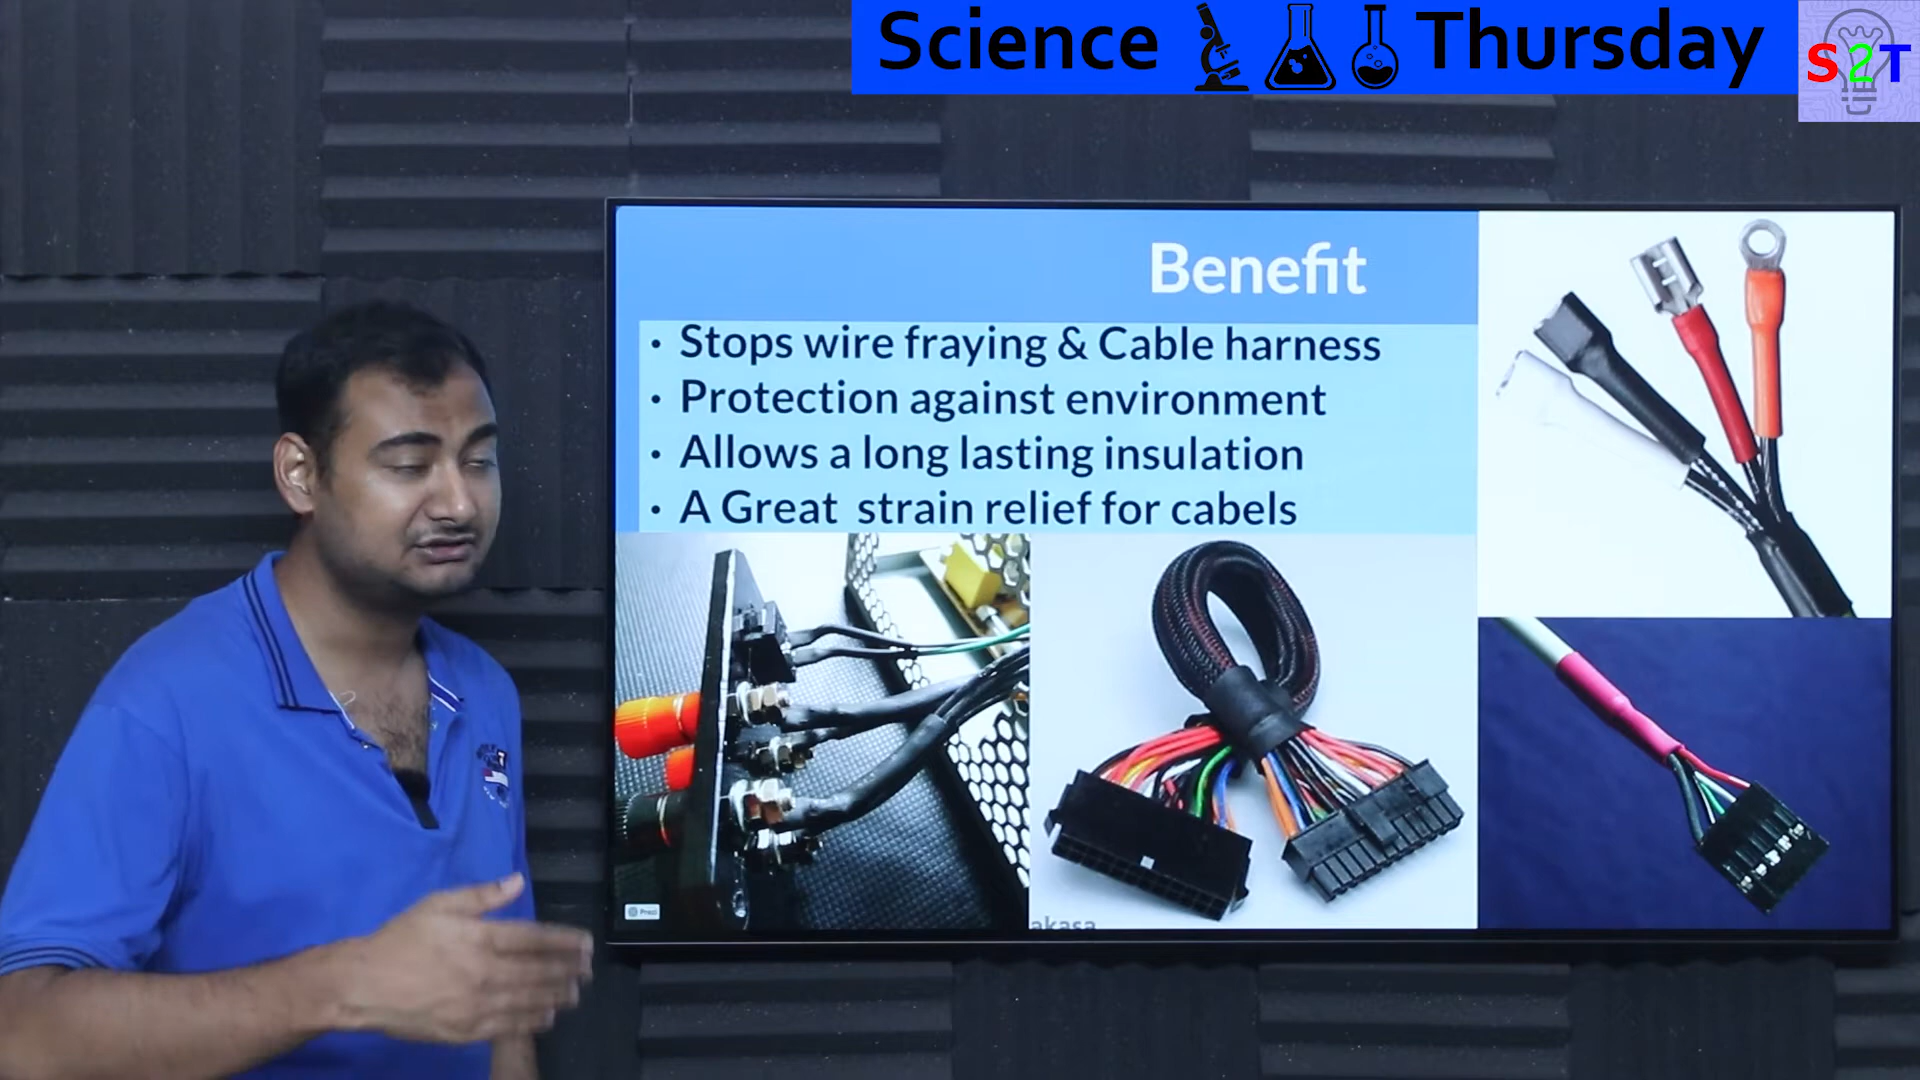 Science Thursday
S2T
Benefit
• Stops wire fraying & Cable harness
• Protection against environment
• Allows a long lasting insulation
• A Great strain relief for cabels
Prezi
akasa